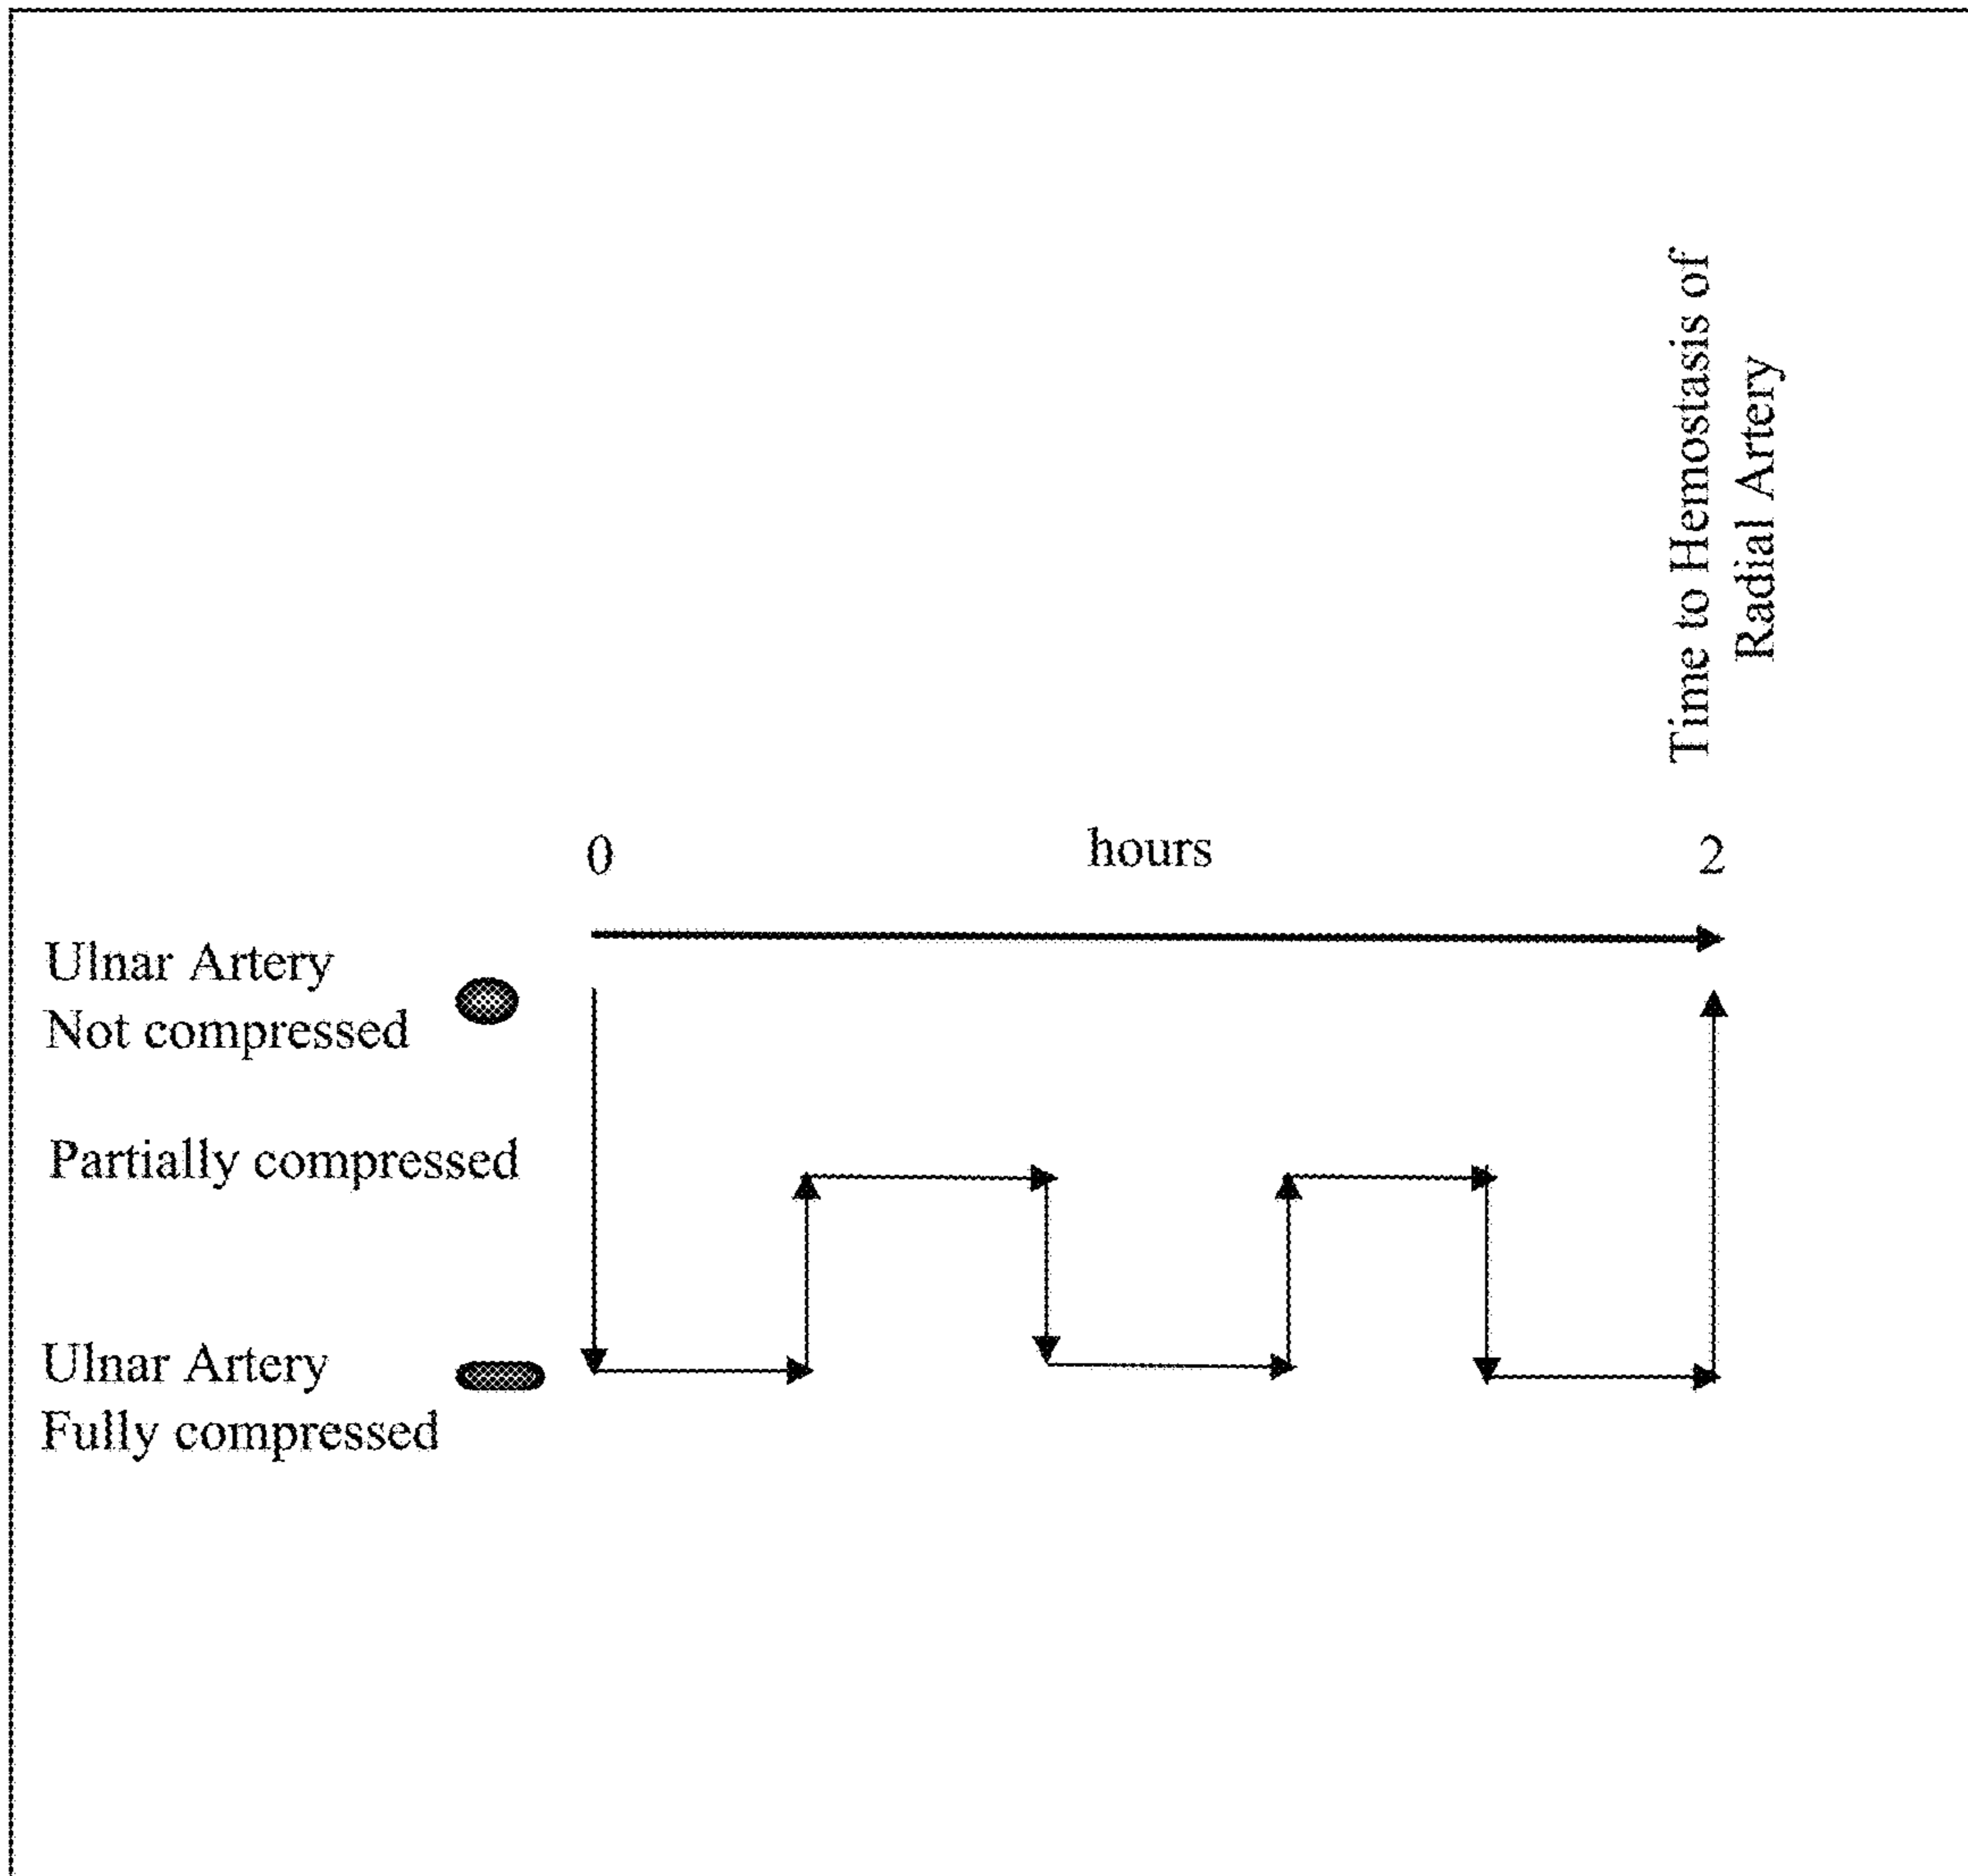 Time to Hemostasis of
Radial Artery
0 hours 2
Ulnar Artery
Not compressed
Partially compressed
Ulnar Artery
Fully compressed